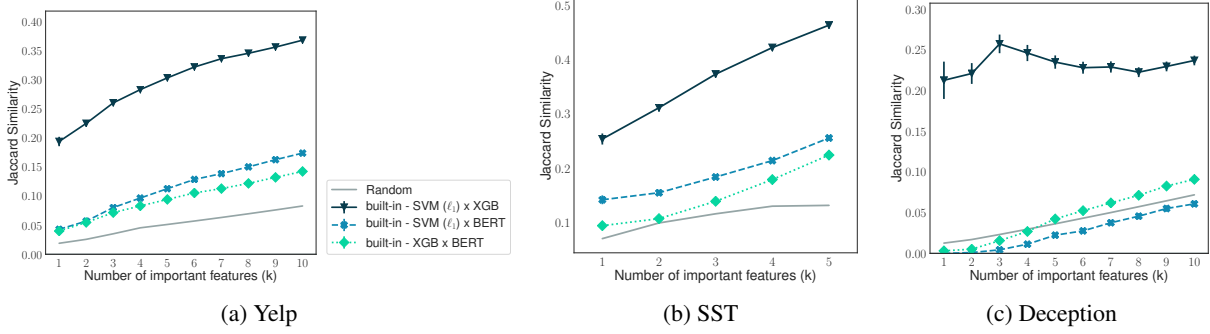 0.40
0.35
0.30
0.25
0.20
0.15
0.10
0.05
0.00
Jaccard Similarity
1 2 3 4 5 6 7 8 9 10
Number of important features (k)
(a) Yelp
Random
built-in - SVM (ℓ₁) x XGB
built-in - SVM (ℓ₁) x BERT
built-in - XGB x BERT
0.5
0.4
0.3
0.2
0.1
Jaccard Similarity
1 2 3 4 5
Number of important features (k)
(b) SST
0.30
0.25
0.20
0.15
0.10
0.05
0.00
Jaccard Similarity
1 2 3 4 5 6 7 8 9 10
Number of important features (k)
(c) Deception